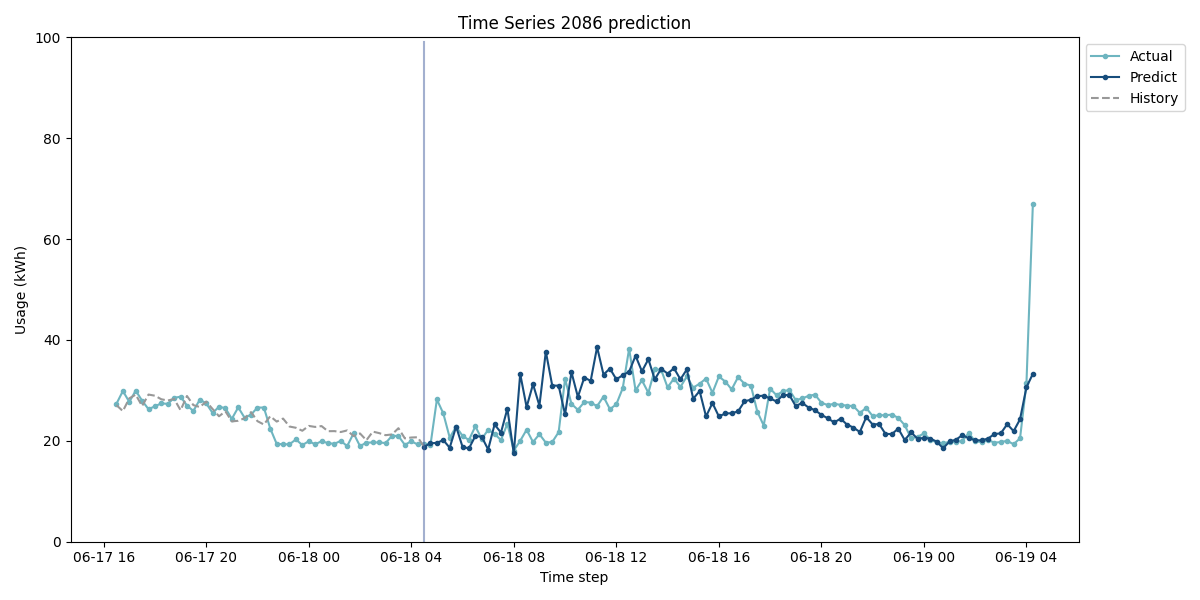 Time Series 2086 prediction
100
80
60
40
20
0
Usage (kWh)
06-17 16
06-17 20
06-18 00
06-18 04
06-18 08
06-18 12
06-18 16
06-18 20
06-19 00
06-19 04
Time step
Actual
Predict
History